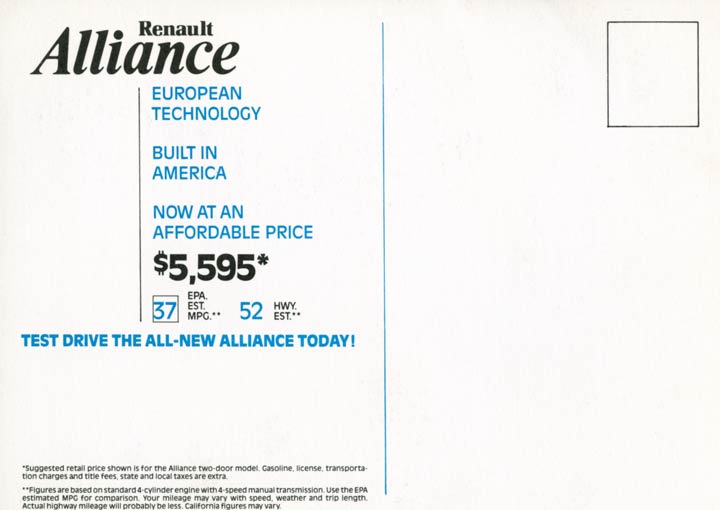 Renault
Alliance
EUROPEAN
TECHNOLOGY
BUILT IN
AMERICA
NOW AT AN
AFFORDABLE PRICE
$5,595*
37 EPA. EST. MPG.** 52 HWY. EST.**
TEST DRIVE THE ALL-NEW ALLIANCE TODAY!
*Suggested retail price shown is for the Alliance two-door model. Gasoline, license, transporta-
tion charges and title fees, state and local taxes are extra.
**Figures are based on standard 4-cylinder engine with 4-speed manual transmission. Use the EPA
estimated MPG for comparison. Your mileage may vary with speed, weather and trip length.
Actual highway mileage will probably be less. California figures may vary.